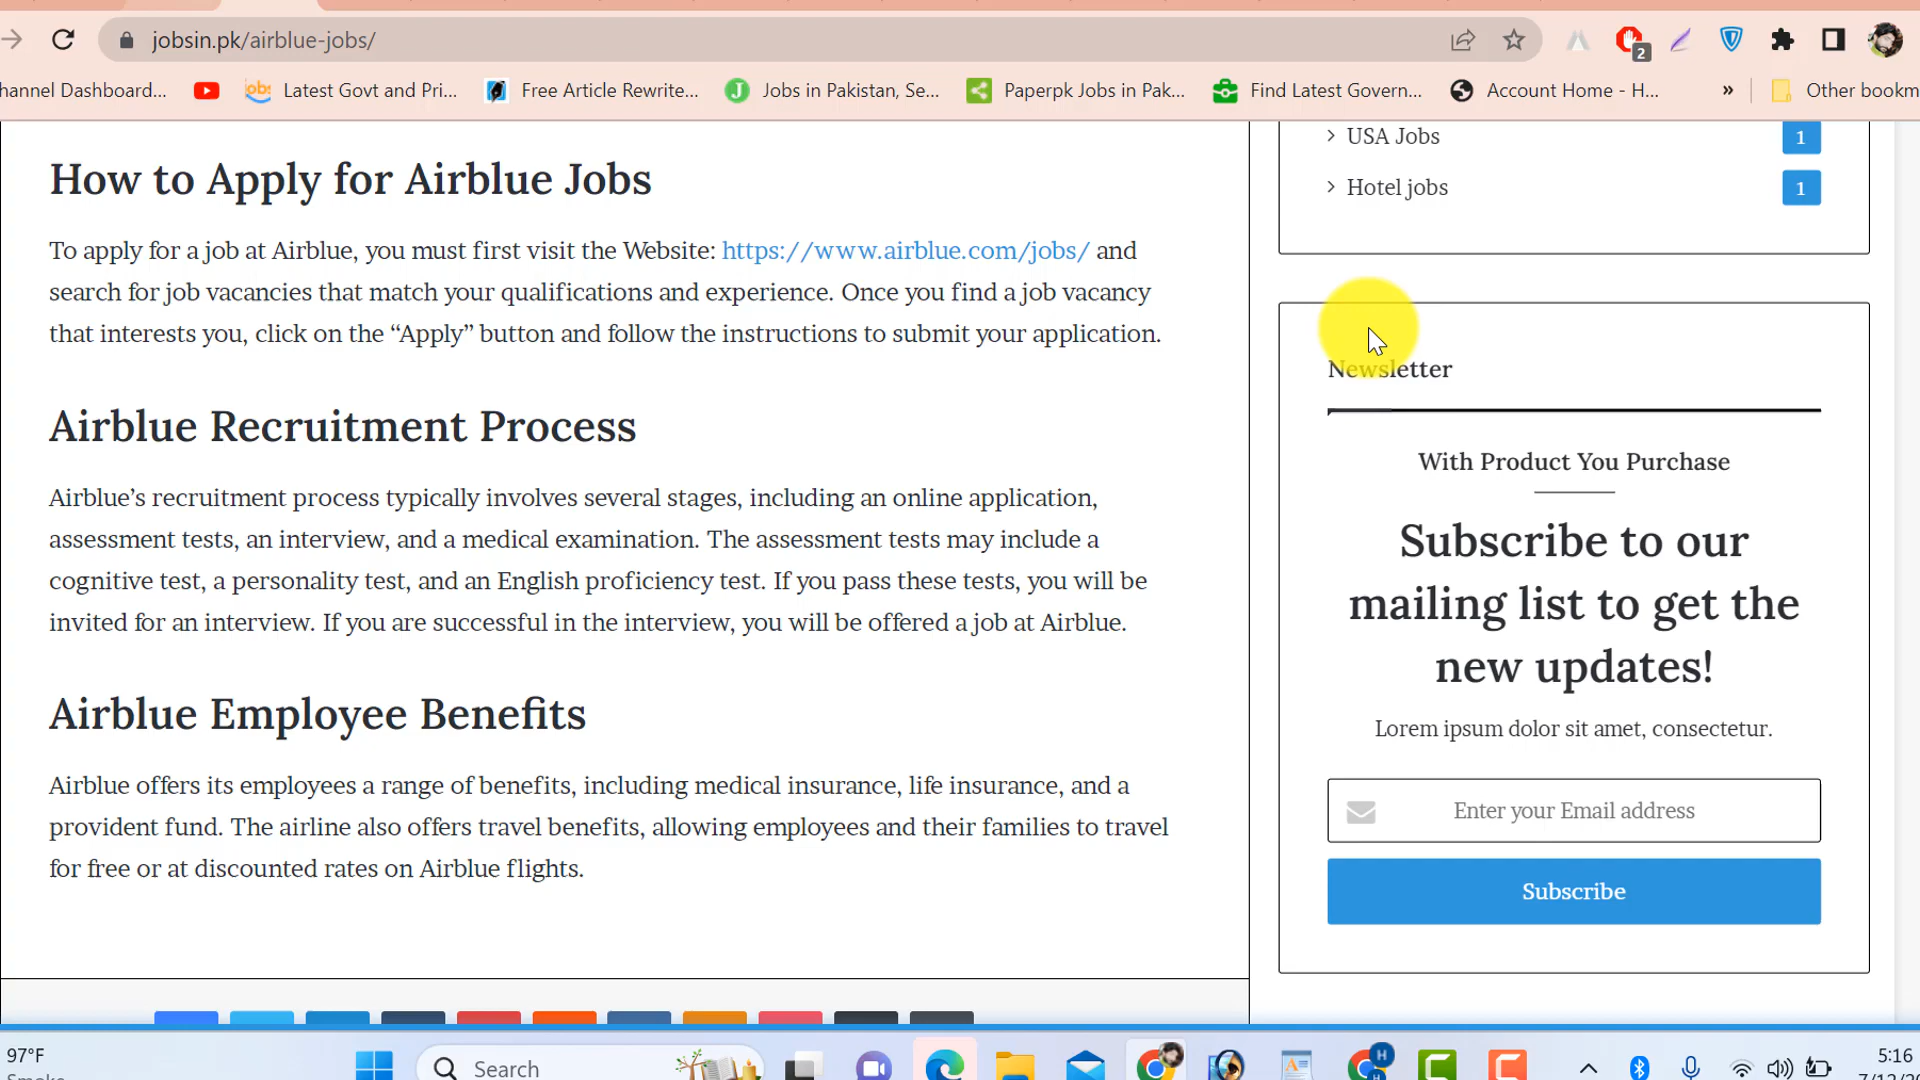 jobsin.pk/airblue-jobs/
2
hannel Dashboard...
Latest Govt and Pri...
Free Article Rewrite...
Jobs in Pakistan, Se...
Paperpk Jobs in Pak...
Find Latest Govern...
Account Home - H...
»
Other bookm
How to Apply for Airblue Jobs
To apply for a job at Airblue, you must first visit the Website: https://www.airblue.com/jobs/ and
search for job vacancies that match your qualifications and experience. Once you find a job vacancy
that interests you, click on the “Apply” button and follow the instructions to submit your application.
Airblue Recruitment Process
Airblue’s recruitment process typically involves several stages, including an online application,
assessment tests, an interview, and a medical examination. The assessment tests may include a
cognitive test, a personality test, and an English proficiency test. If you pass these tests, you will be
invited for an interview. If you are successful in the interview, you will be offered a job at Airblue.
Airblue Employee Benefits
Airblue offers its employees a range of benefits, including medical insurance, life insurance, and a
provident fund. The airline also offers travel benefits, allowing employees and their families to travel
for free or at discounted rates on Airblue flights.
USA Jobs 1
Hotel jobs 1
Newsletter
With Product You Purchase
Subscribe to our
mailing list to get the
new updates!
Lorem ipsum dolor sit amet, consectetur.
Enter your Email address
Subscribe
97°F
Smoke
Search
5:16